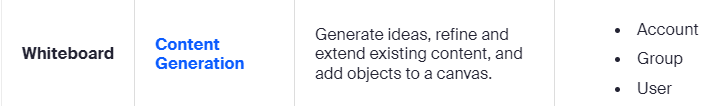 Whiteboard
Content
Generation
Generate ideas, refine and
extend existing content, and
add objects to a canvas.
• Account
• Group
• User